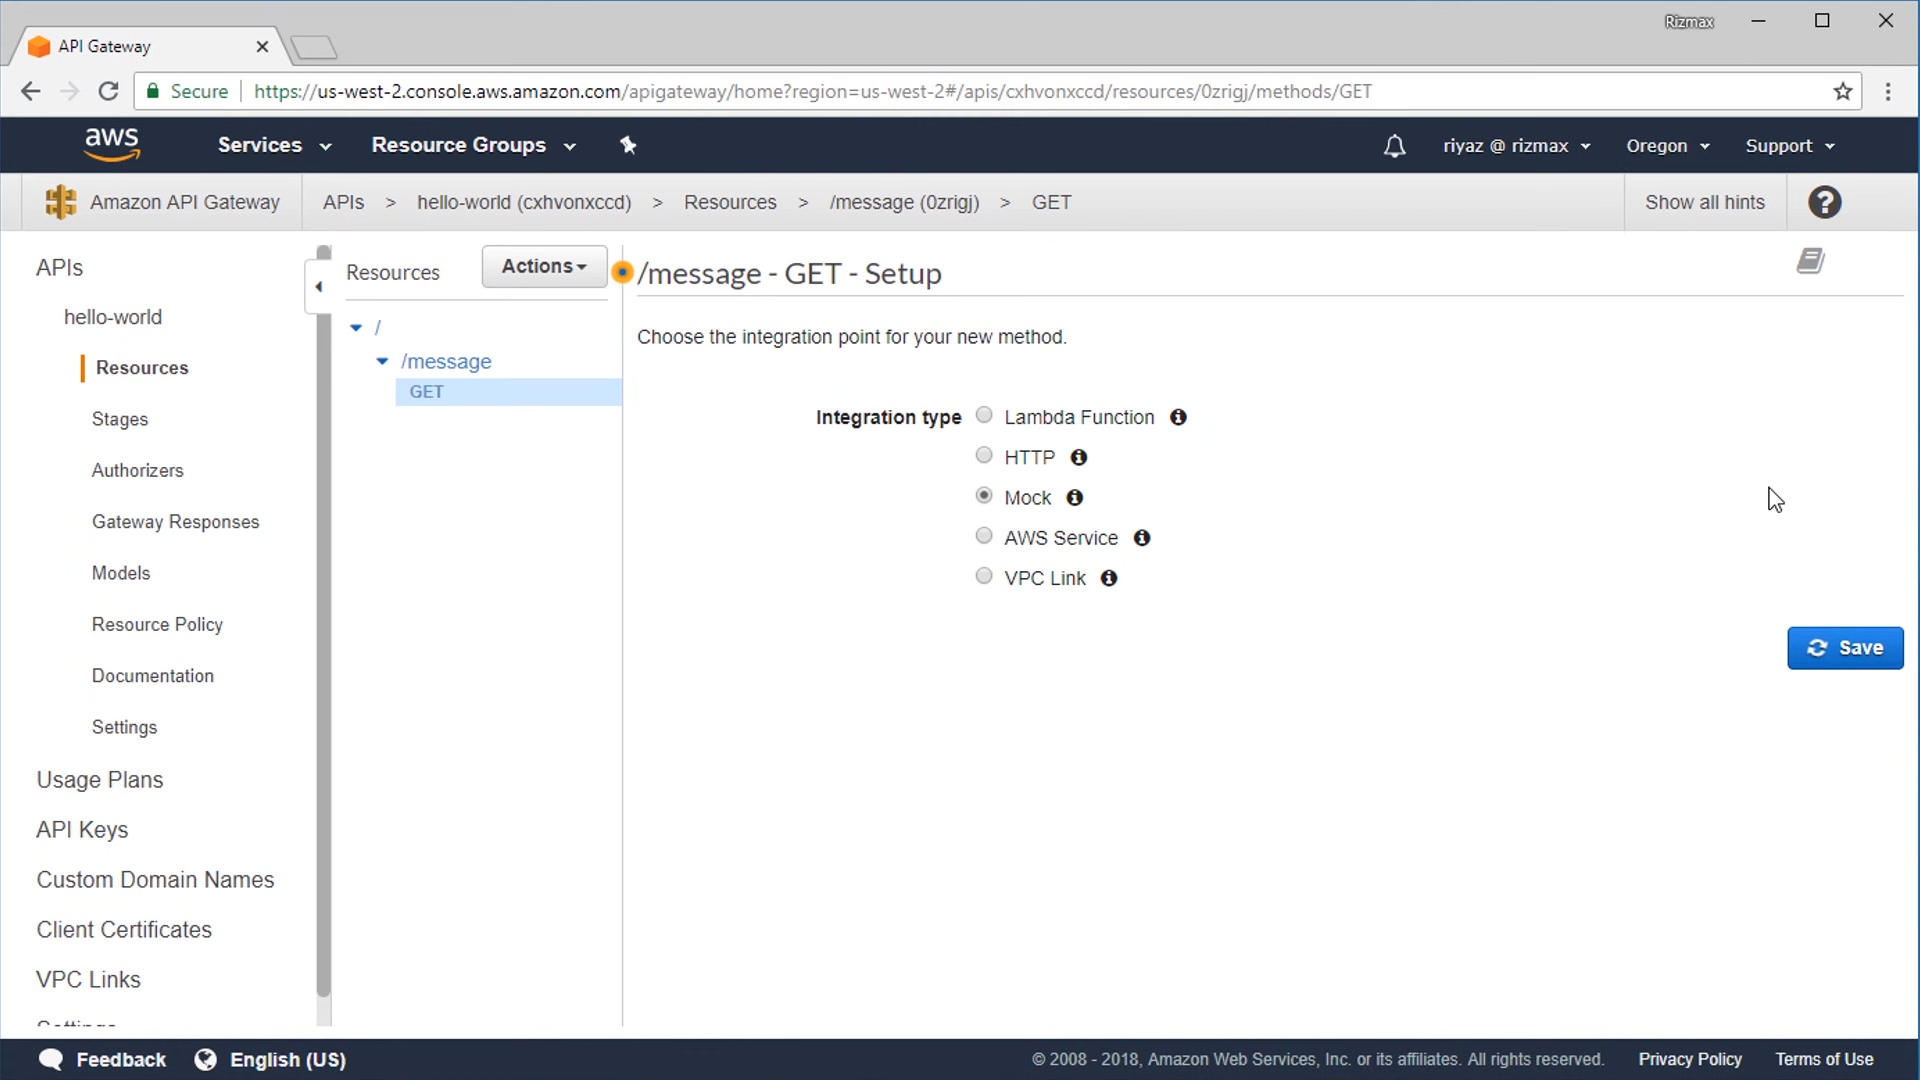 Rizmax
API Gateway
Secure https://us-west-2.console.aws.amazon.com/apigateway/home?region=us-west-2#/apis/cxhvonxccd/resources/0zrigj/methods/GET
aws Services Resource Groups riyaz @ rizmax Oregon Support
Amazon API Gateway APIs > hello-world (cxhvonxccd) > Resources > /message (0zrigj) > GET Show all hints
APIs
hello-world
Resources
Stages
Authorizers
Gateway Responses
Models
Resource Policy
Documentation
Settings
Usage Plans
API Keys
Custom Domain Names
Client Certificates
VPC Links
Settings
Resources Actions
/
/message
GET
/message - GET - Setup
Choose the integration point for your new method.
Integration type Lambda Function
HTTP
Mock
AWS Service
VPC Link
Save
Feedback English (US) © 2008 - 2018, Amazon Web Services, Inc. or its affiliates. All rights reserved. Privacy Policy Terms of Use